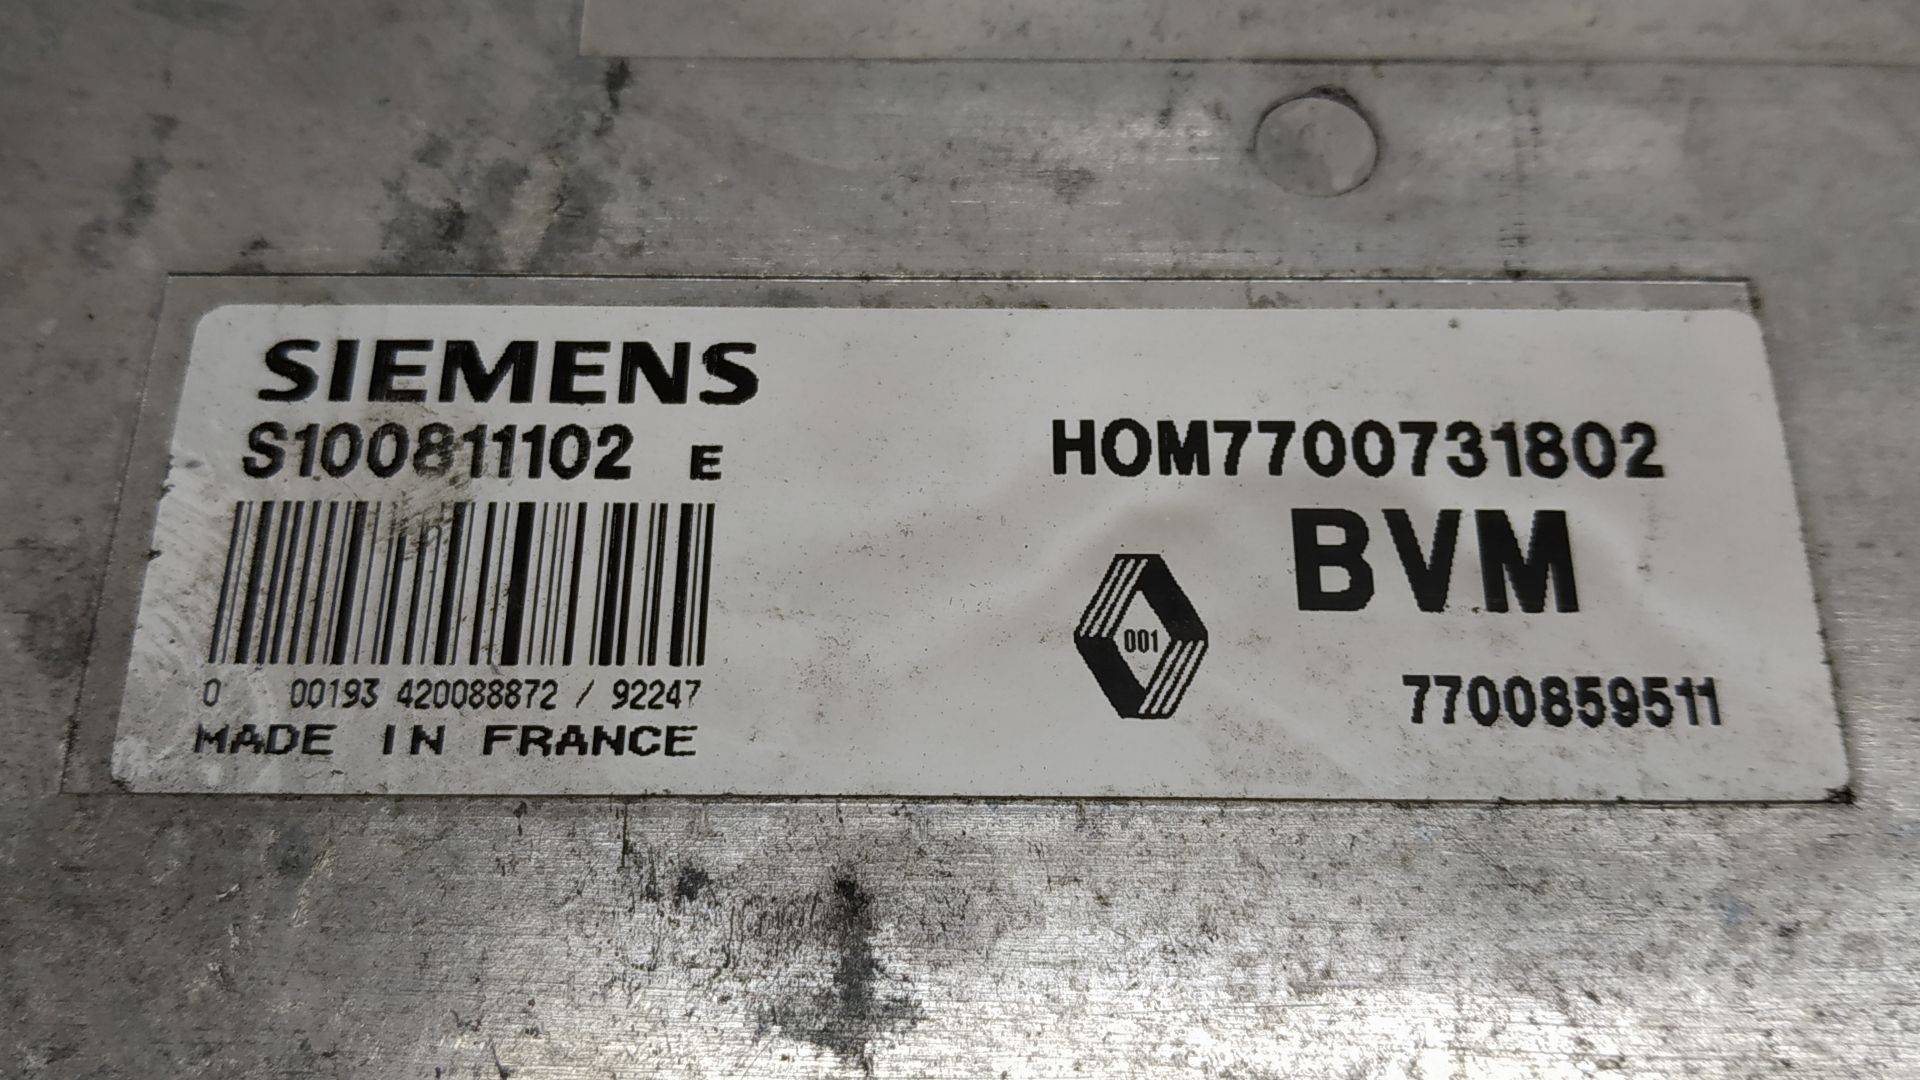 SIEMENS
S100811102 E
HOM7700731802
BVM
001
0 00193 420088872 / 92247
7700859511
MADE IN FRANCE